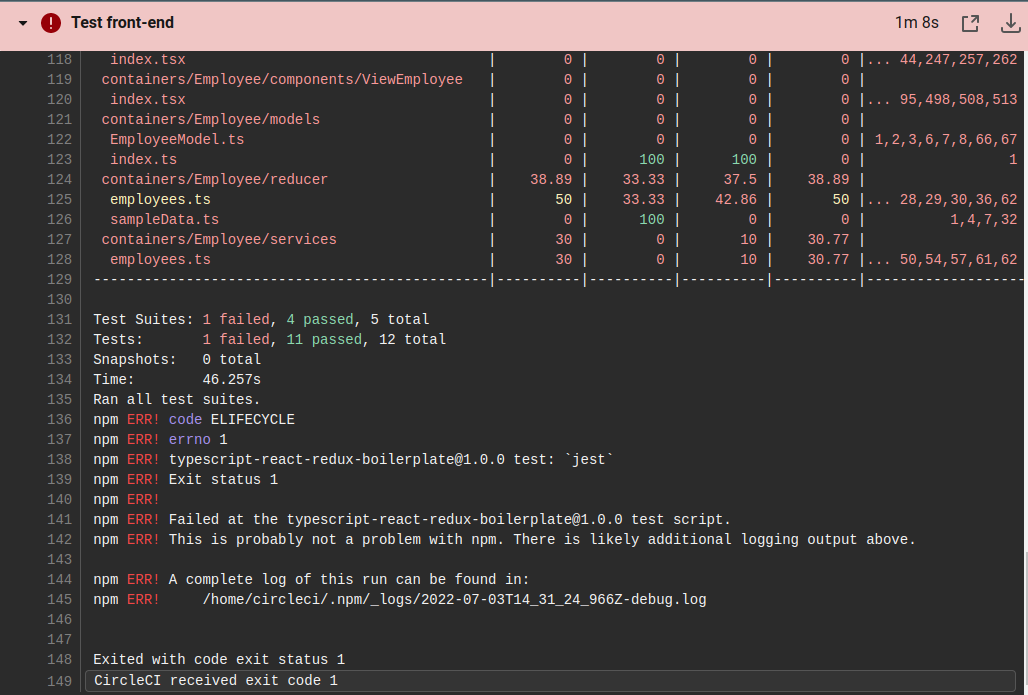 Test front-end 1m 8s
118 index.tsx | 0 | 0 | 0 | 0 |... 44,247,257,262
119 containers/Employee/components/ViewEmployee | 0 | 0 | 0 | 0 |
120 index.tsx | 0 | 0 | 0 | 0 |... 95,498,508,513
121 containers/Employee/models | 0 | 0 | 0 | 0 |
122 EmployeeModel.ts | 0 | 0 | 0 | 0 | 1,2,3,6,7,8,66,67
123 index.ts | 0 | 100 | 100 | 0 | 1
124 containers/Employee/reducer | 38.89 | 33.33 | 37.5 | 38.89 |
125 employees.ts | 50 | 33.33 | 42.86 | 50 |... 28,29,30,36,62
126 sampleData.ts | 0 | 100 | 0 | 0 | 1,4,7,32
127 containers/Employee/services | 30 | 0 | 10 | 30.77 |
128 employees.ts | 30 | 0 | 10 | 30.77 |... 50,54,57,61,62
129 -----------------------------------------------|----------|----------|----------|----------|-------------------
130
131 Test Suites: 1 failed, 4 passed, 5 total
132 Tests: 1 failed, 11 passed, 12 total
133 Snapshots: 0 total
134 Time: 46.257s
135 Ran all test suites.
136 npm ERR! code ELIFECYCLE
137 npm ERR! errno 1
138 npm ERR! typescript-react-redux-boilerplate@1.0.0 test: `jest`
139 npm ERR! Exit status 1
140 npm ERR!
141 npm ERR! Failed at the typescript-react-redux-boilerplate@1.0.0 test script.
142 npm ERR! This is probably not a problem with npm. There is likely additional logging output above.
143
144 npm ERR! A complete log of this run can be found in:
145 npm ERR! /home/circleci/.npm/_logs/2022-07-03T14_31_24_966Z-debug.log
146
147
148 Exited with code exit status 1
149 CircleCI received exit code 1